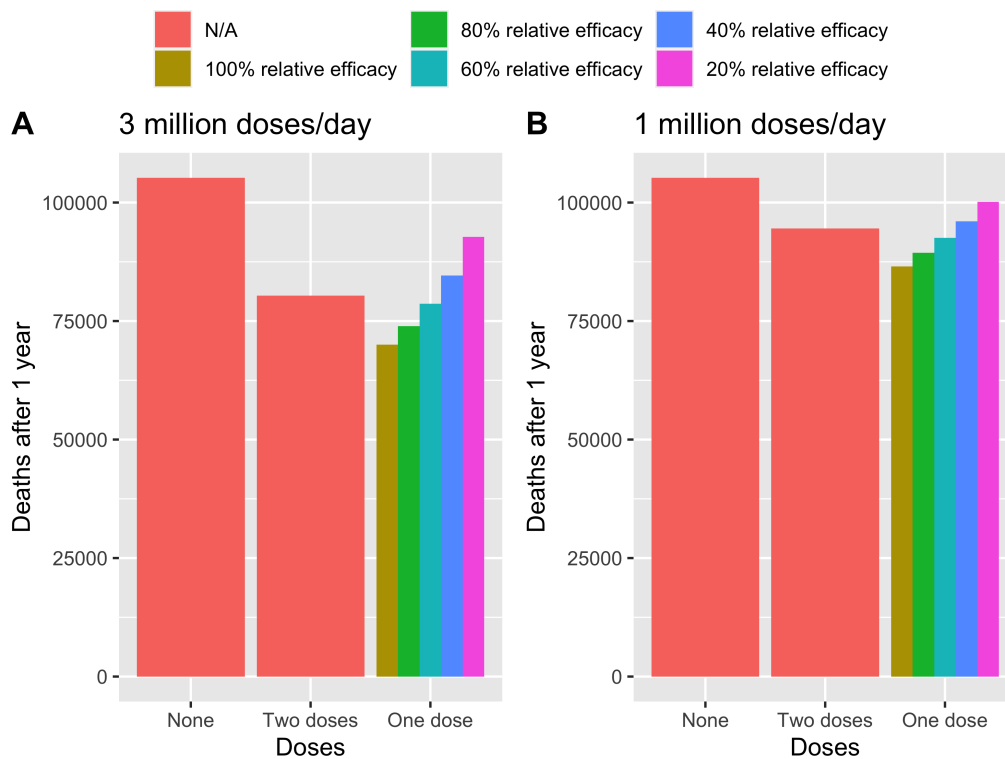 N/A
80% relative efficacy
40% relative efficacy
100% relative efficacy
60% relative efficacy
20% relative efficacy
A
3 million doses/day
Deaths after 1 year
100000
75000
50000
25000
0
None
Two doses
One dose
Doses
B
1 million doses/day
Deaths after 1 year
100000
75000
50000
25000
0
None
Two doses
One dose
Doses